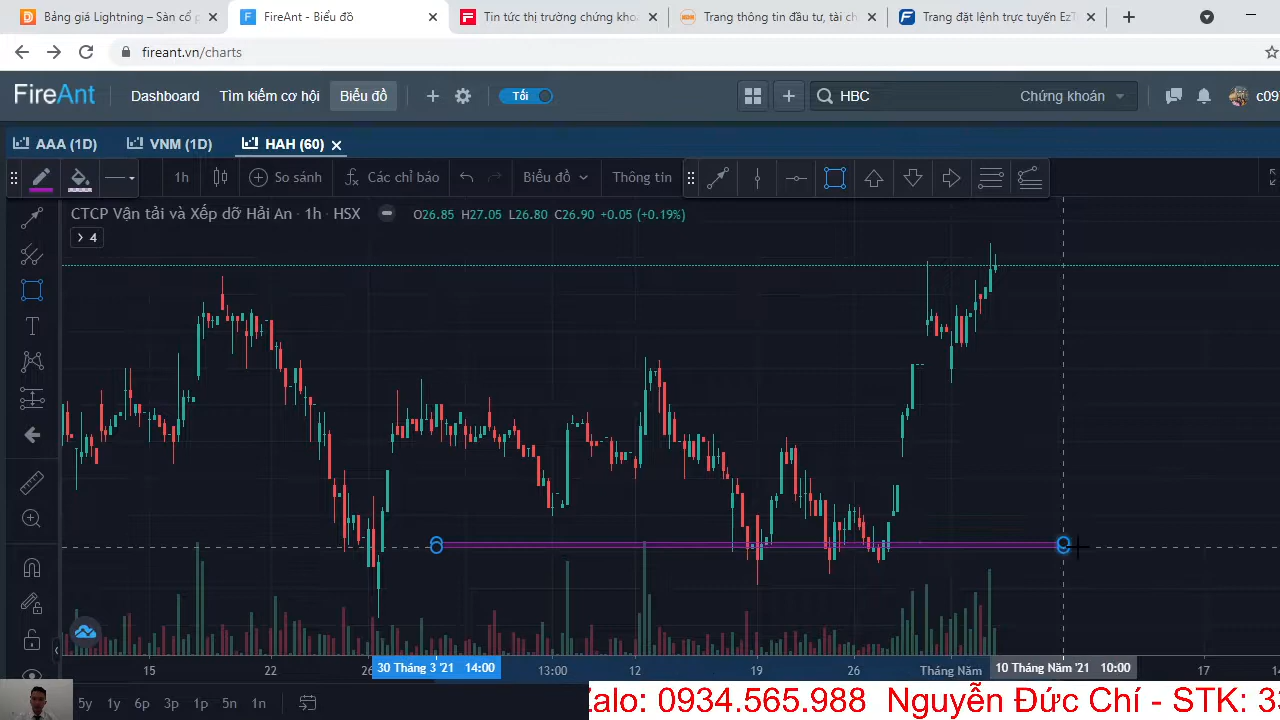 Bảng giá Lightning – Sàn cổ p
FireAnt - Biểu đồ
Tin tức thị trường chứng kho
Trang thông tin đầu tư, tài ch
Trang đặt lệnh trực tuyến EzT
fireant.vn/charts
FireAnt
Dashboard
Tìm kiếm cơ hội
Biểu đồ
Tối
HBC
Chứng khoán
c09
AAA (1D)
VNM (1D)
HAH (60)
1h
So sánh
Các chỉ báo
Biểu đồ
Thông tin
CTCP Vận tải và Xếp dỡ Hải An · 1h · HSX
O26.85 H27.05 L26.80 C26.90 +0.05 (+0.19%)
4
15
22
26
30 Tháng 3 '21 14:00
13:00
12
19
26
Tháng Năm
10 Tháng Năm '21 10:00
17
14
5y
1y
6p
3p
1p
5n
1n
Zalo: 0934.565.988 Nguyễn Đức Chí - STK: 33